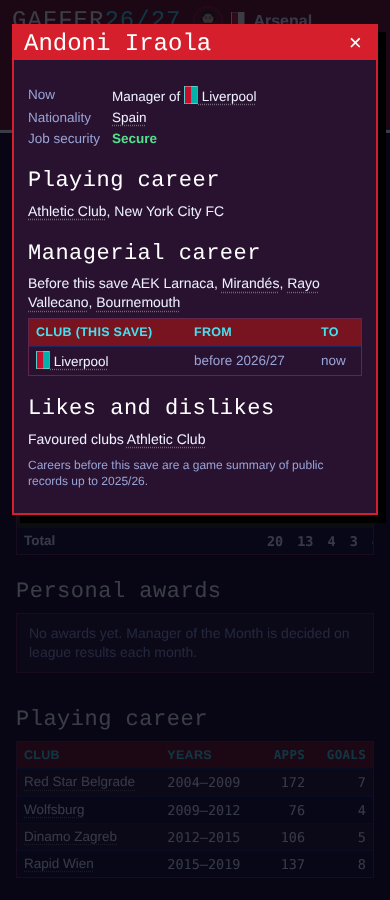 GAFFER26/27 Arsenal
Andoni Iraola ×
Now Manager of Liverpool
Nationality Spain
Job security Secure
Playing career
Athletic Club, New York City FC
Managerial career
Before this save AEK Larnaca, Mirandés, Rayo
Vallecano, Bournemouth
CLUB (THIS SAVE) FROM TO
Liverpool before 2026/27 now
Likes and dislikes
Favoured clubs Athletic Club
Careers before this save are a game summary of public
records up to 2025/26.
Total 20 13 4 3
Personal awards
No awards yet. Manager of the Month is decided on
league results each month.
Playing career
CLUB YEARS APPS GOALS
Red Star Belgrade 2004–2009 172 7
Wolfsburg 2009–2012 76 4
Dinamo Zagreb 2012–2015 106 5
Rapid Wien 2015–2019 137 8